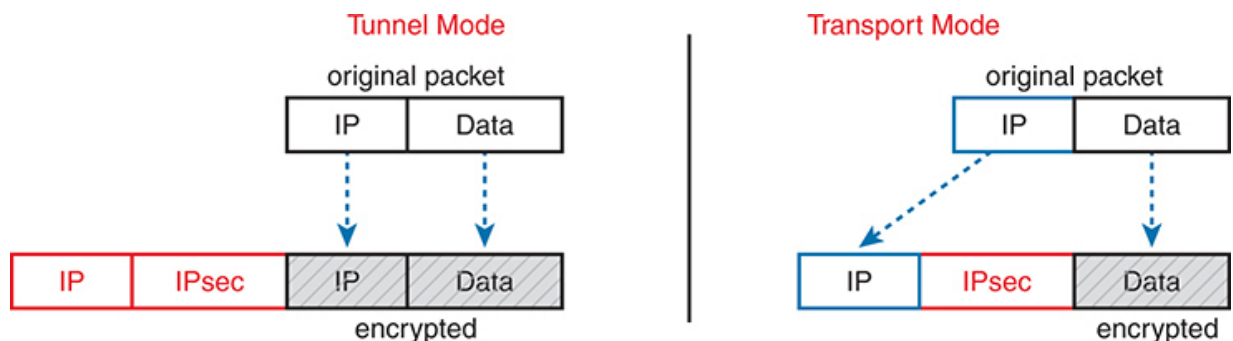 Tunnel Mode
original packet
IP Data
IP IPsec IP Data
encrypted
Transport Mode
original packet
IP Data
IP IPsec Data
encrypted